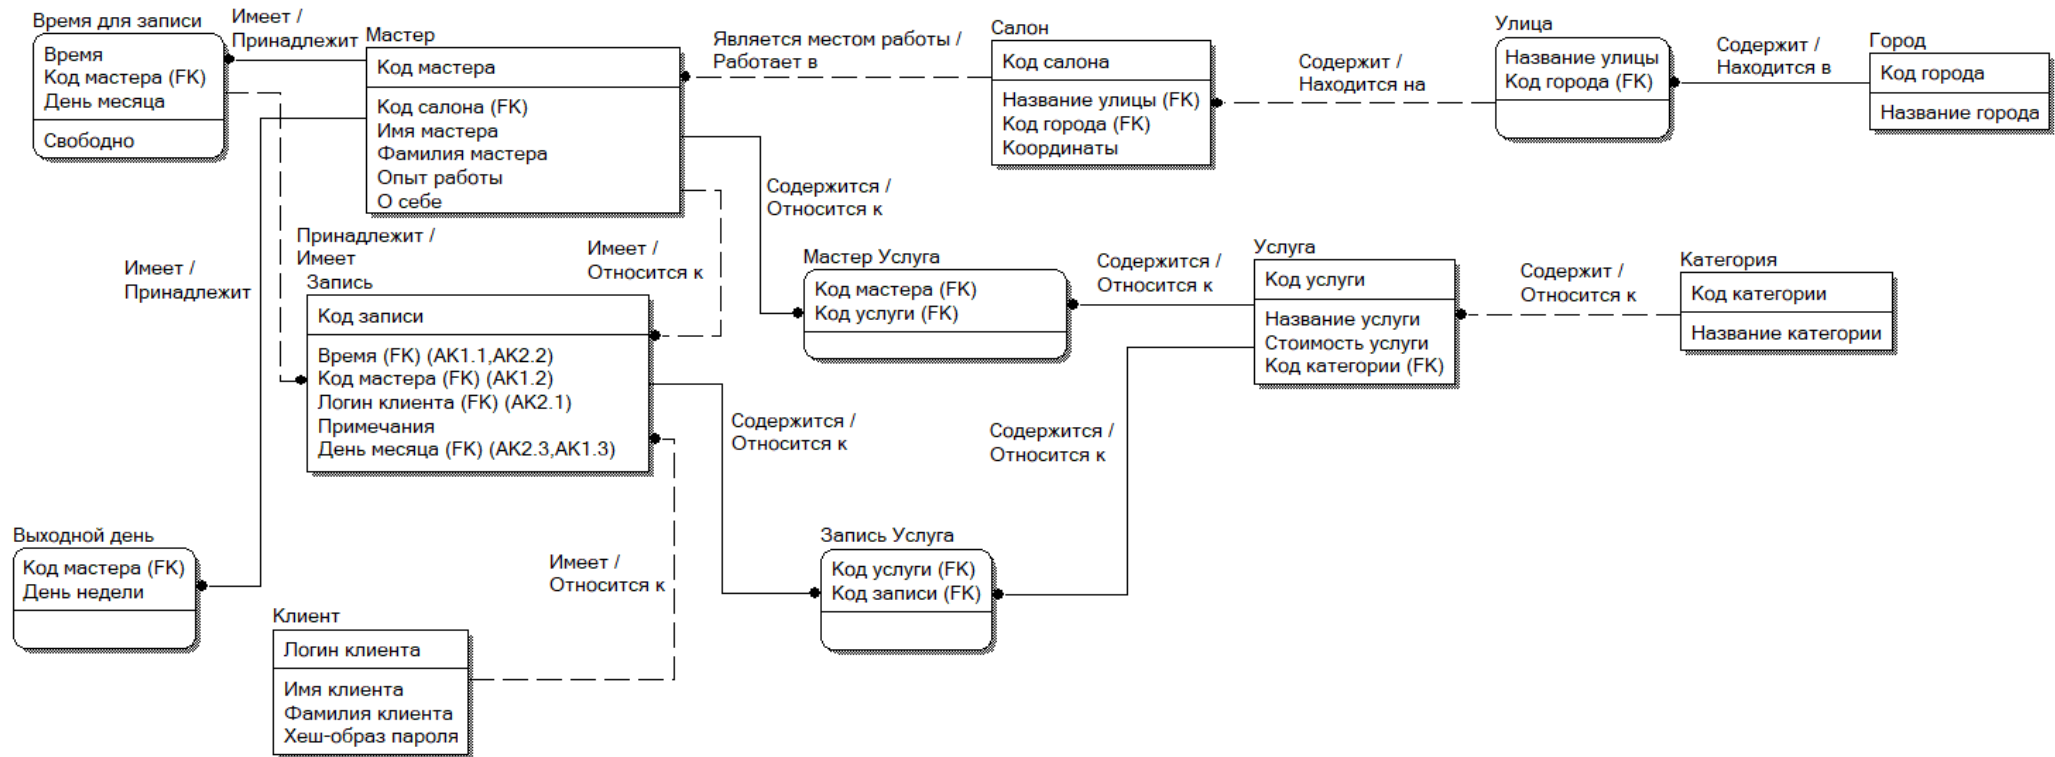 Время для записи
Время
Код мастера (FK)
День месяца
Свободно
Имеет /
Принадлежит
Мастер
Код мастера
Код салона (FK)
Имя мастера
Фамилия мастера
Опыт работы
О себе
Является местом работы /
Работает в
Салон
Код салона
Название улицы (FK)
Код города (FK)
Координаты
Содержит /
Находится на
Улица
Название улицы
Код города (FK)
Содержит /
Находится в
Город
Код города
Название города
Имеет /
Принадлежит
Принадлежит /
Имеет
Запись
Код записи
Время (FK) (AK1.1,AK2.2)
Код мастера (FK) (AK1.2)
Логин клиента (FK) (AK2.1)
Примечания
День месяца (FK) (AK2.3,AK1.3)
Имеет /
Относится к
Содержится /
Относится к
Мастер Услуга
Код мастера (FK)
Код услуги (FK)
Содержится /
Относится к
Услуга
Код услуги
Название услуги
Стоимость услуги
Код категории (FK)
Содержит /
Относится к
Категория
Код категории
Название категории
Содержится /
Относится к
Содержится /
Относится к
Выходной день
Код мастера (FK)
День недели
Имеет /
Относится к
Запись Услуга
Код услуги (FK)
Код записи (FK)
Клиент
Логин клиента
Имя клиента
Фамилия клиента
Хеш-образ пароля